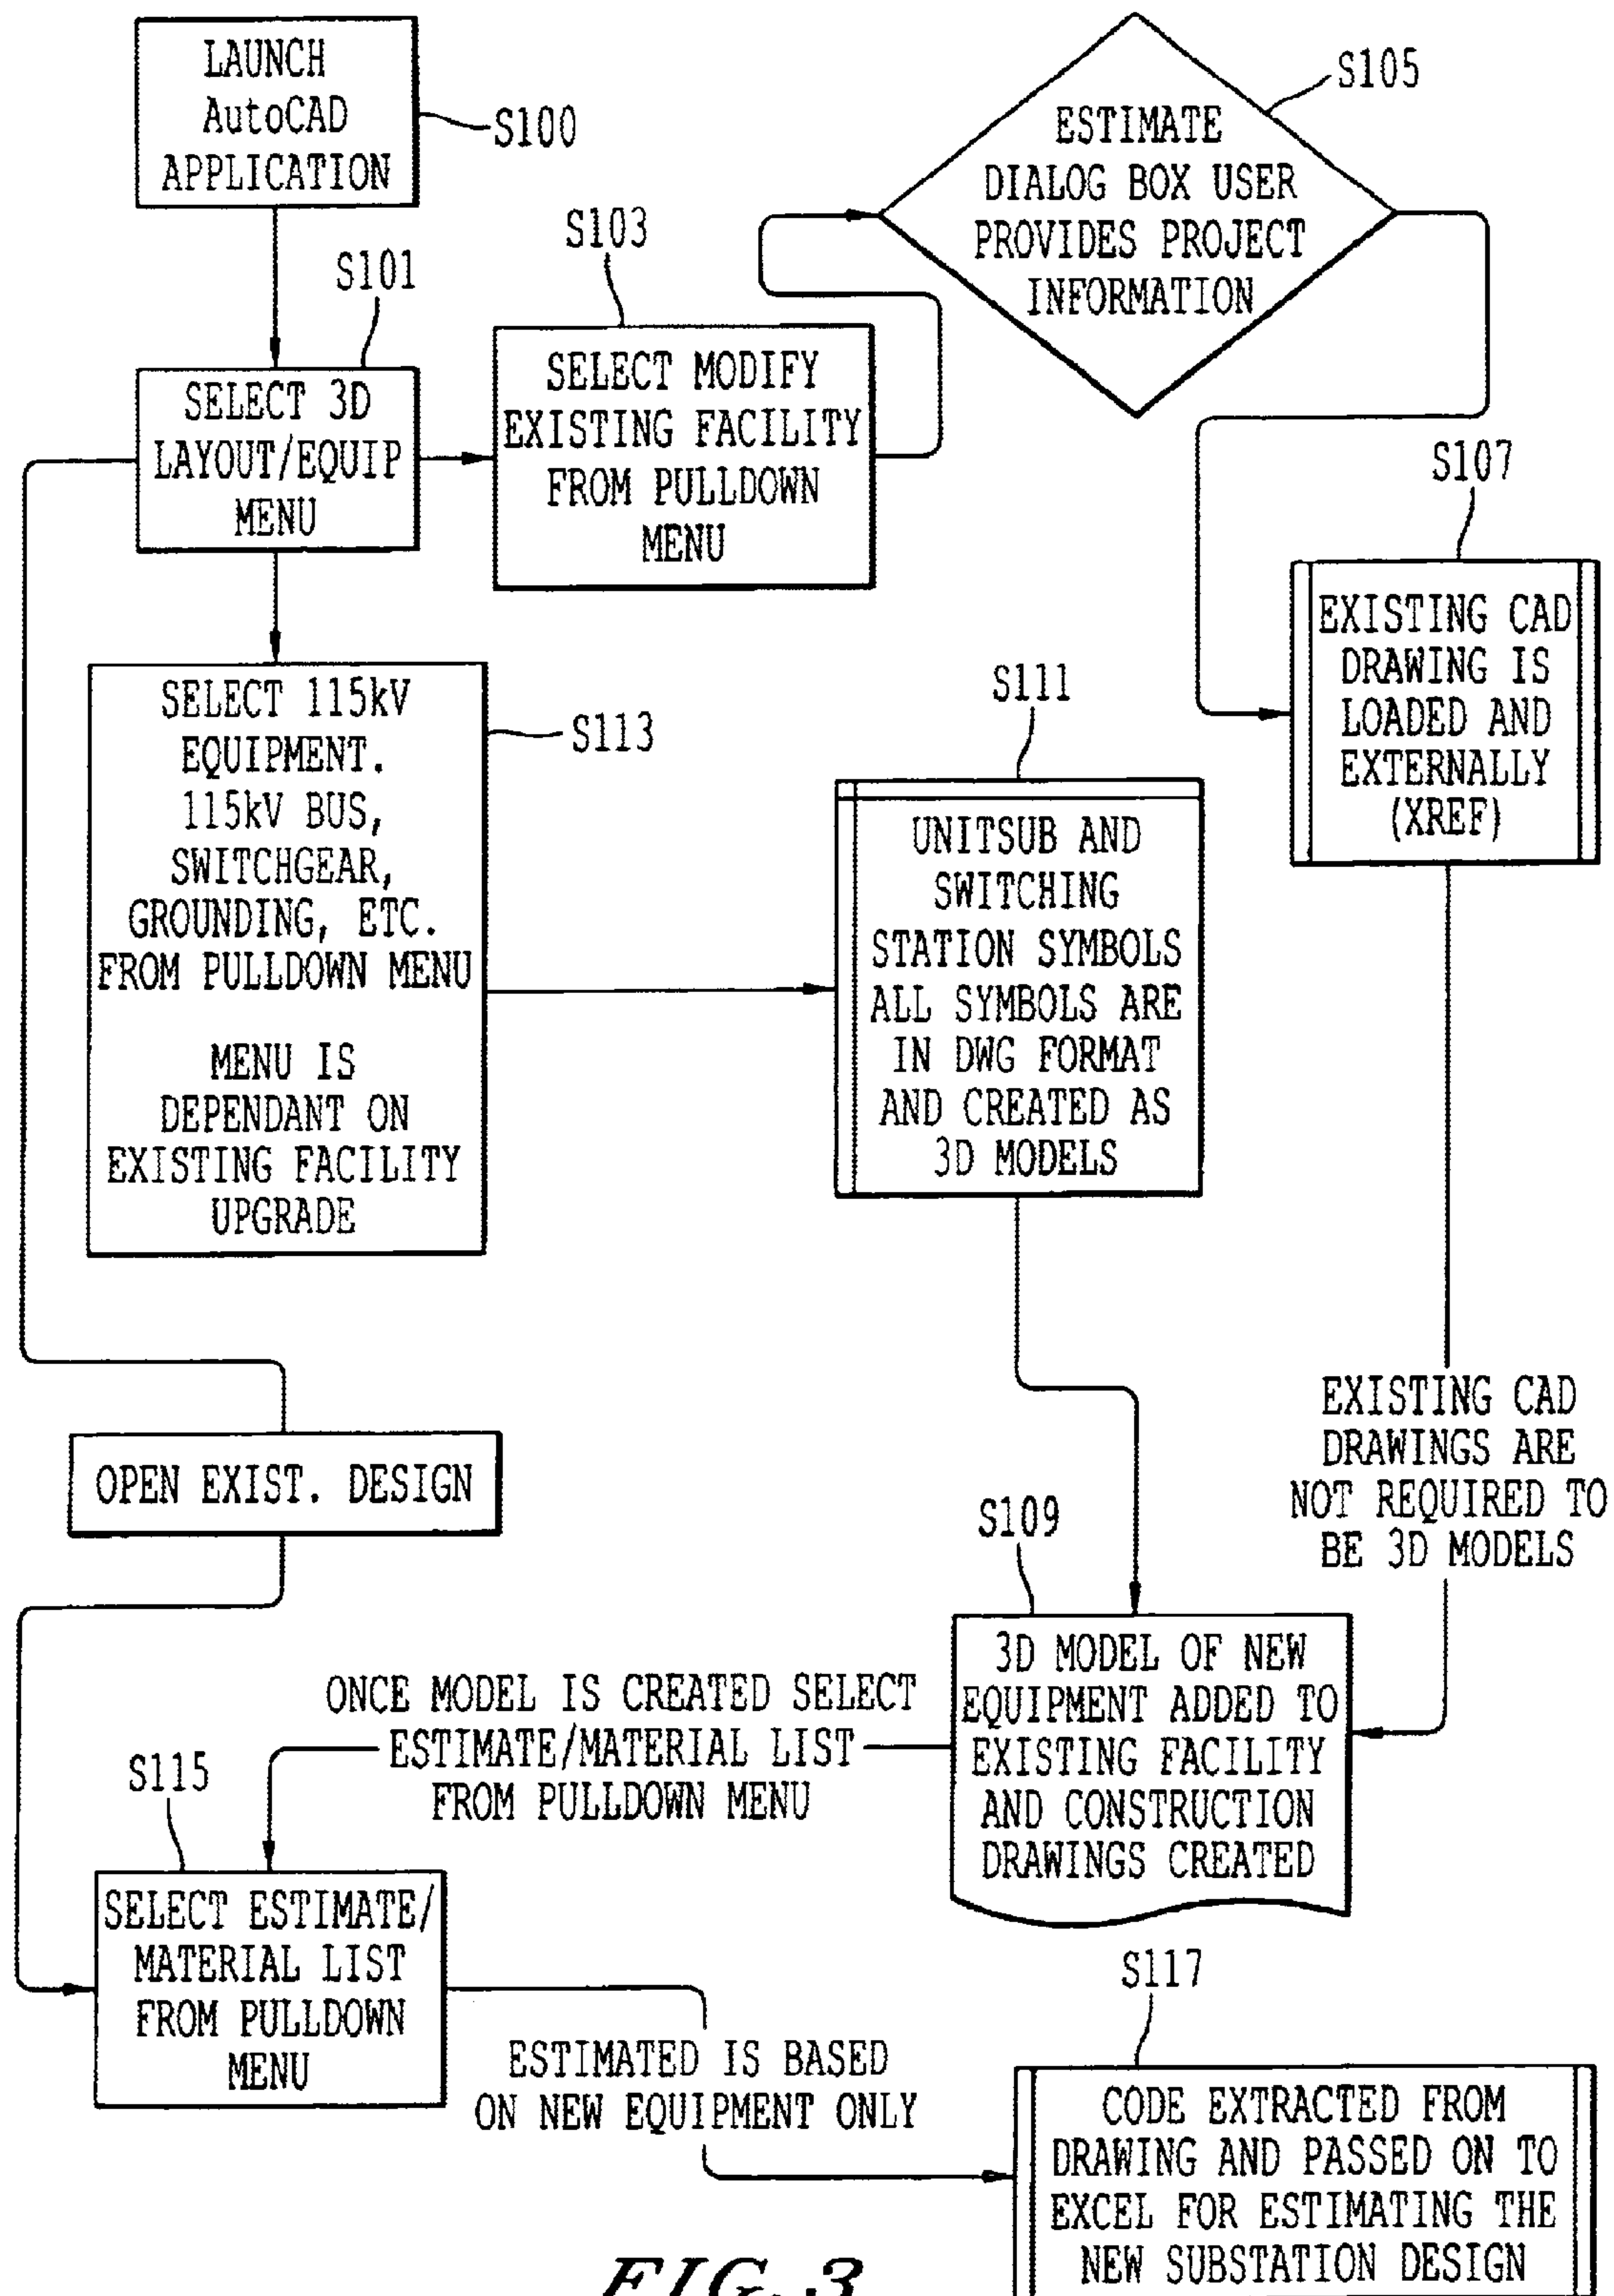 LAUNCH
AutoCAD
APPLICATION
S100
S101
SELECT 3D
LAYOUT/EQUIP
MENU
S103
SELECT MODIFY
EXISTING FACILITY
FROM PULLDOWN
MENU
S105
ESTIMATE
DIALOG BOX USER
PROVIDES PROJECT
INFORMATION
S107
EXISTING CAD
DRAWING IS
LOADED AND
EXTERNALLY
(XREF)
SELECT 115kV
EQUIPMENT.
115kV BUS,
SWITCHGEAR,
GROUNDING, ETC.
FROM PULLDOWN MENU
MENU IS
DEPENDANT ON
EXISTING FACILITY
UPGRADE
S113
S111
UNITSUB AND
SWITCHING
STATION SYMBOLS
ALL SYMBOLS ARE
IN DWG FORMAT
AND CREATED AS
3D MODELS
EXISTING CAD
DRAWINGS ARE
NOT REQUIRED TO
BE 3D MODELS
OPEN EXIST. DESIGN
S109
3D MODEL OF NEW
EQUIPMENT ADDED TO
EXISTING FACILITY
AND CONSTRUCTION
DRAWINGS CREATED
ONCE MODEL IS CREATED SELECT
ESTIMATE/MATERIAL LIST
FROM PULLDOWN MENU
S115
SELECT ESTIMATE/
MATERIAL LIST
FROM PULLDOWN
MENU
ESTIMATED IS BASED
ON NEW EQUIPMENT ONLY
S117
CODE EXTRACTED FROM
DRAWING AND PASSED ON TO
EXCEL FOR ESTIMATING THE
NEW SUBSTATION DESIGN
FIG. 3